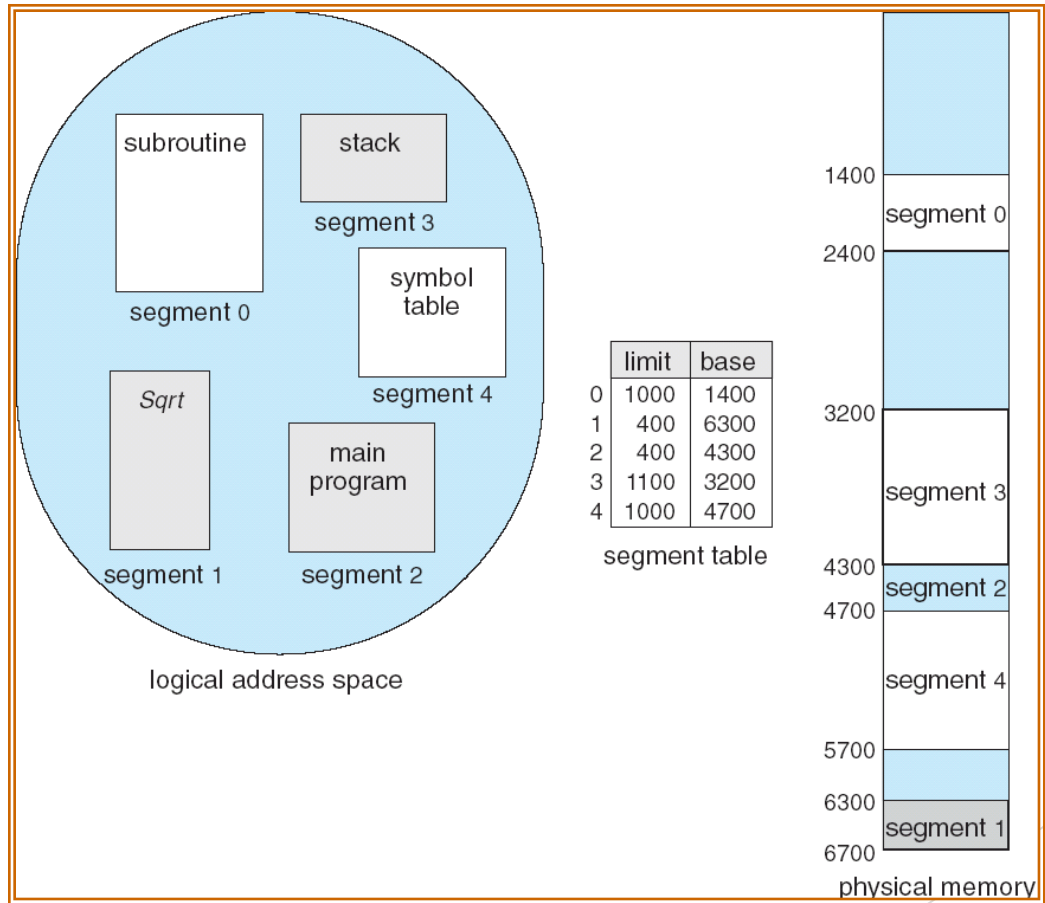 subroutine
stack
segment 3
segment 0
symbol
table
segment 4
Sqrt
segment 1
main
program
segment 2
logical address space
limit base
0 1000 1400
1 400 6300
2 400 4300
3 1100 3200
4 1000 4700
segment table
1400
segment 0
2400
3200
segment 3
4300
segment 2
4700
segment 4
5700
6300
segment 1
6700
physical memory